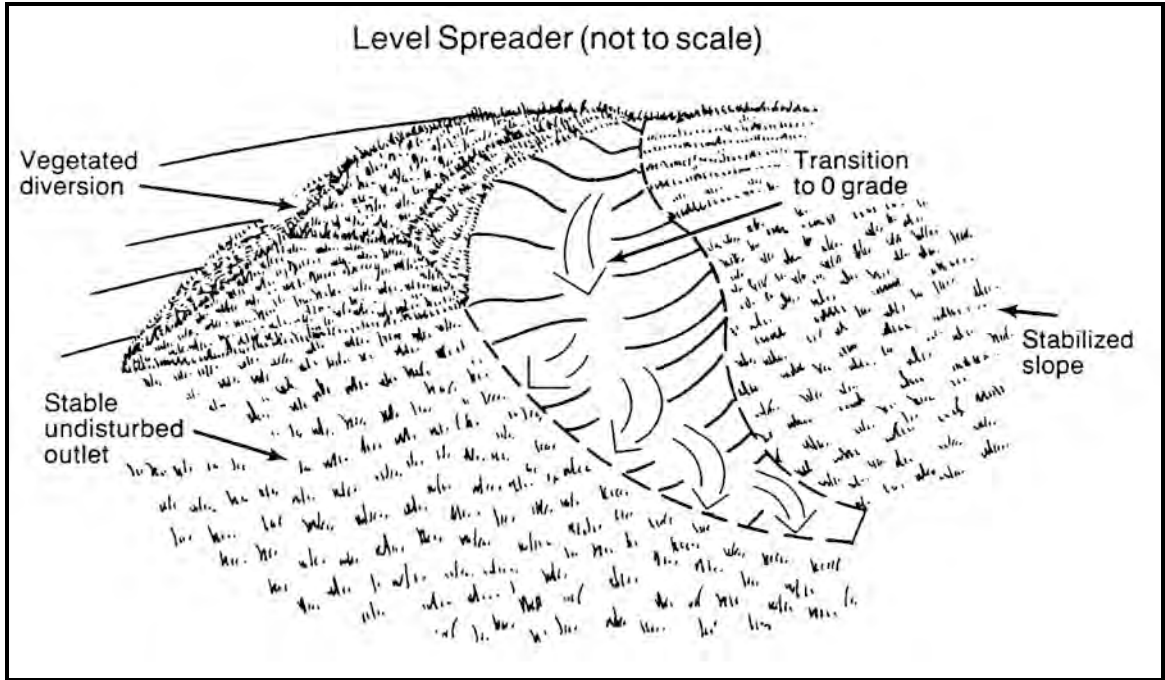 Level Spreader (not to scale)
Vegetated
diversion
Transition
to 0 grade
Stabilized
slope
Stable
undisturbed
outlet